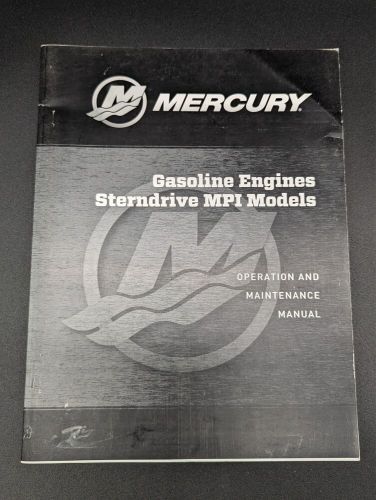 MERCURY
Gasoline Engines
Sterndrive MPI Models
OPERATION AND
MAINTENANCE
MANUAL